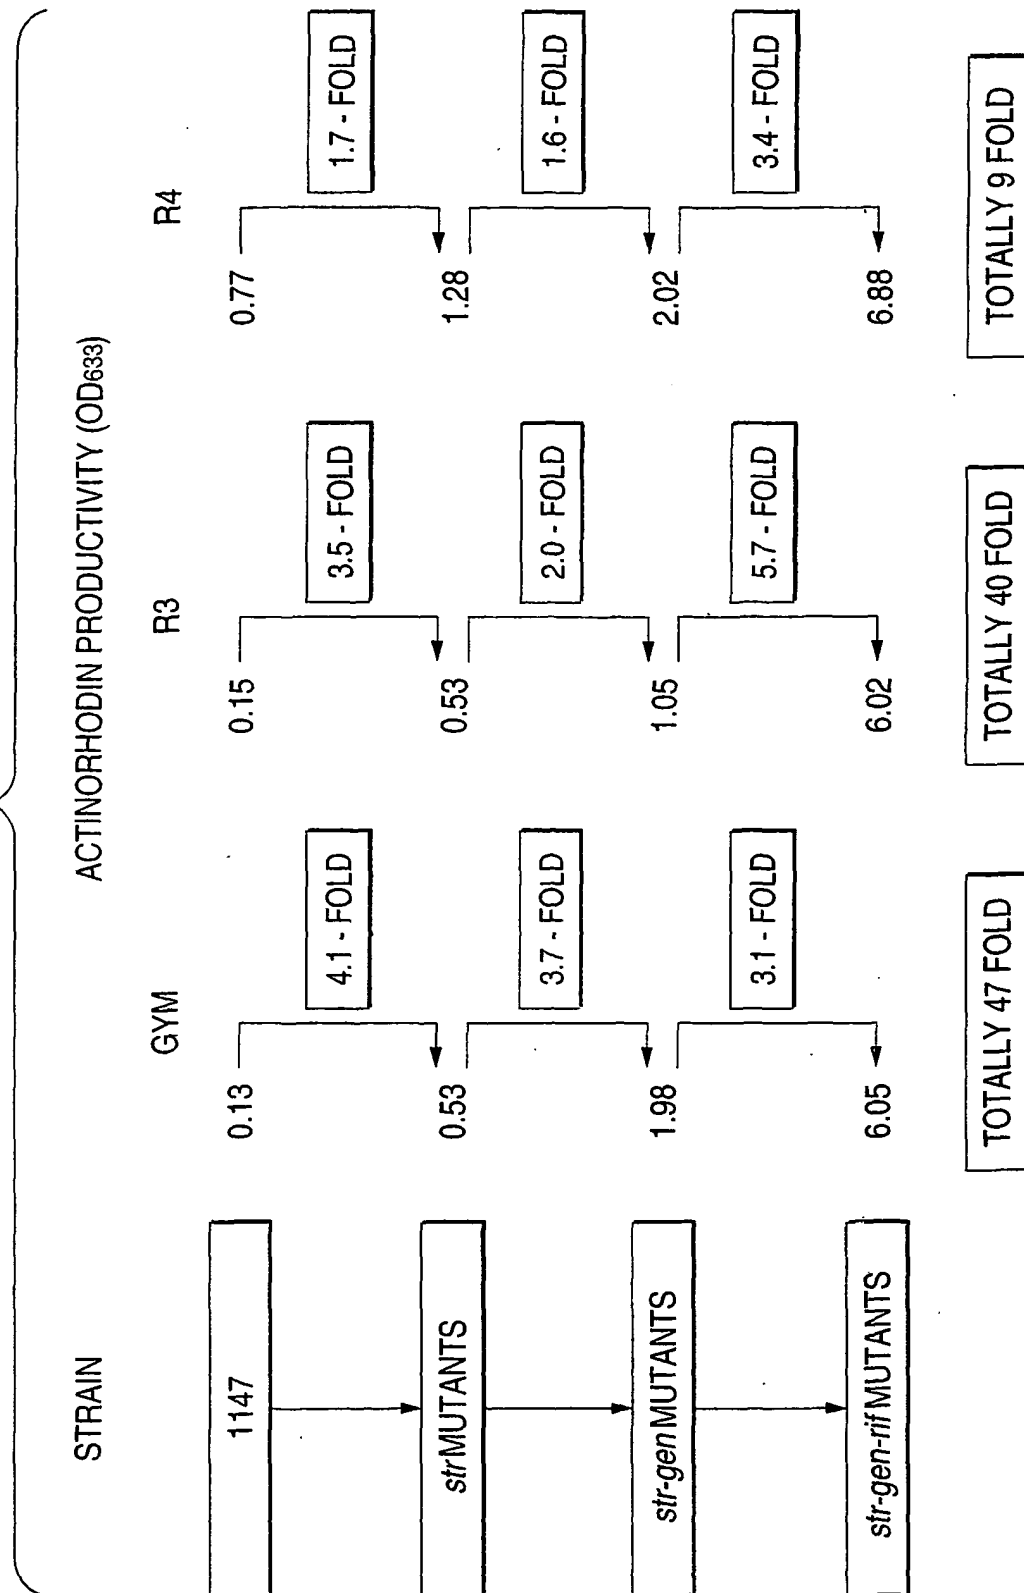 ACTINORHODIN PRODUCTIVITY (OD633)
STRAIN GYM R3 R4
1147 0.13 0.15 0.77
4.1 - FOLD 3.5 - FOLD 1.7 - FOLD
str MUTANTS 0.53 0.53 1.28
3.7 - FOLD 2.0 - FOLD 1.6 - FOLD
str-gen MUTANTS 1.98 1.05 2.02
3.1 - FOLD 5.7 - FOLD 3.4 - FOLD
str-gen-rif MUTANTS 6.05 6.02 6.88
TOTALLY 47 FOLD TOTALLY 40 FOLD TOTALLY 9 FOLD